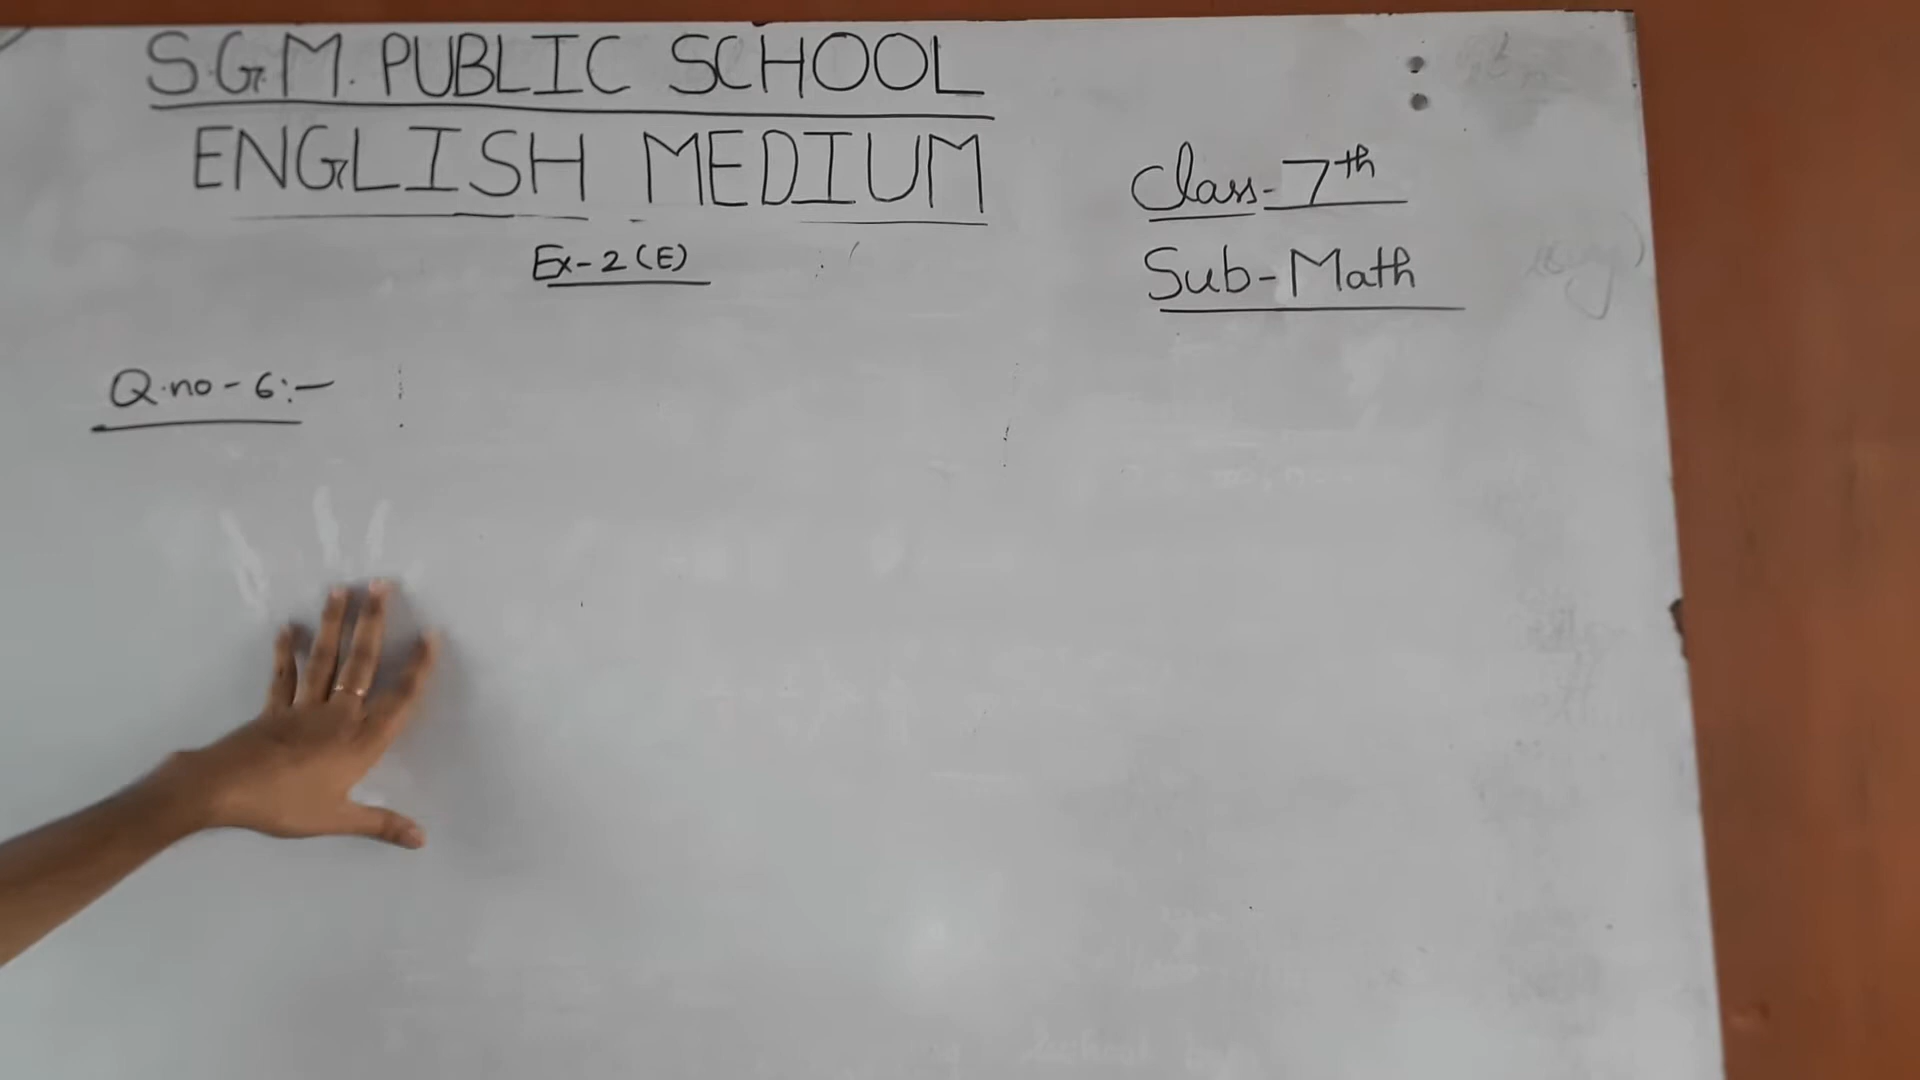 S.G.M. PUBLIC SCHOOL
ENGLISH MEDIUM
Class-7th
Ex-2(E)
Sub-Math
Q.no-6:-